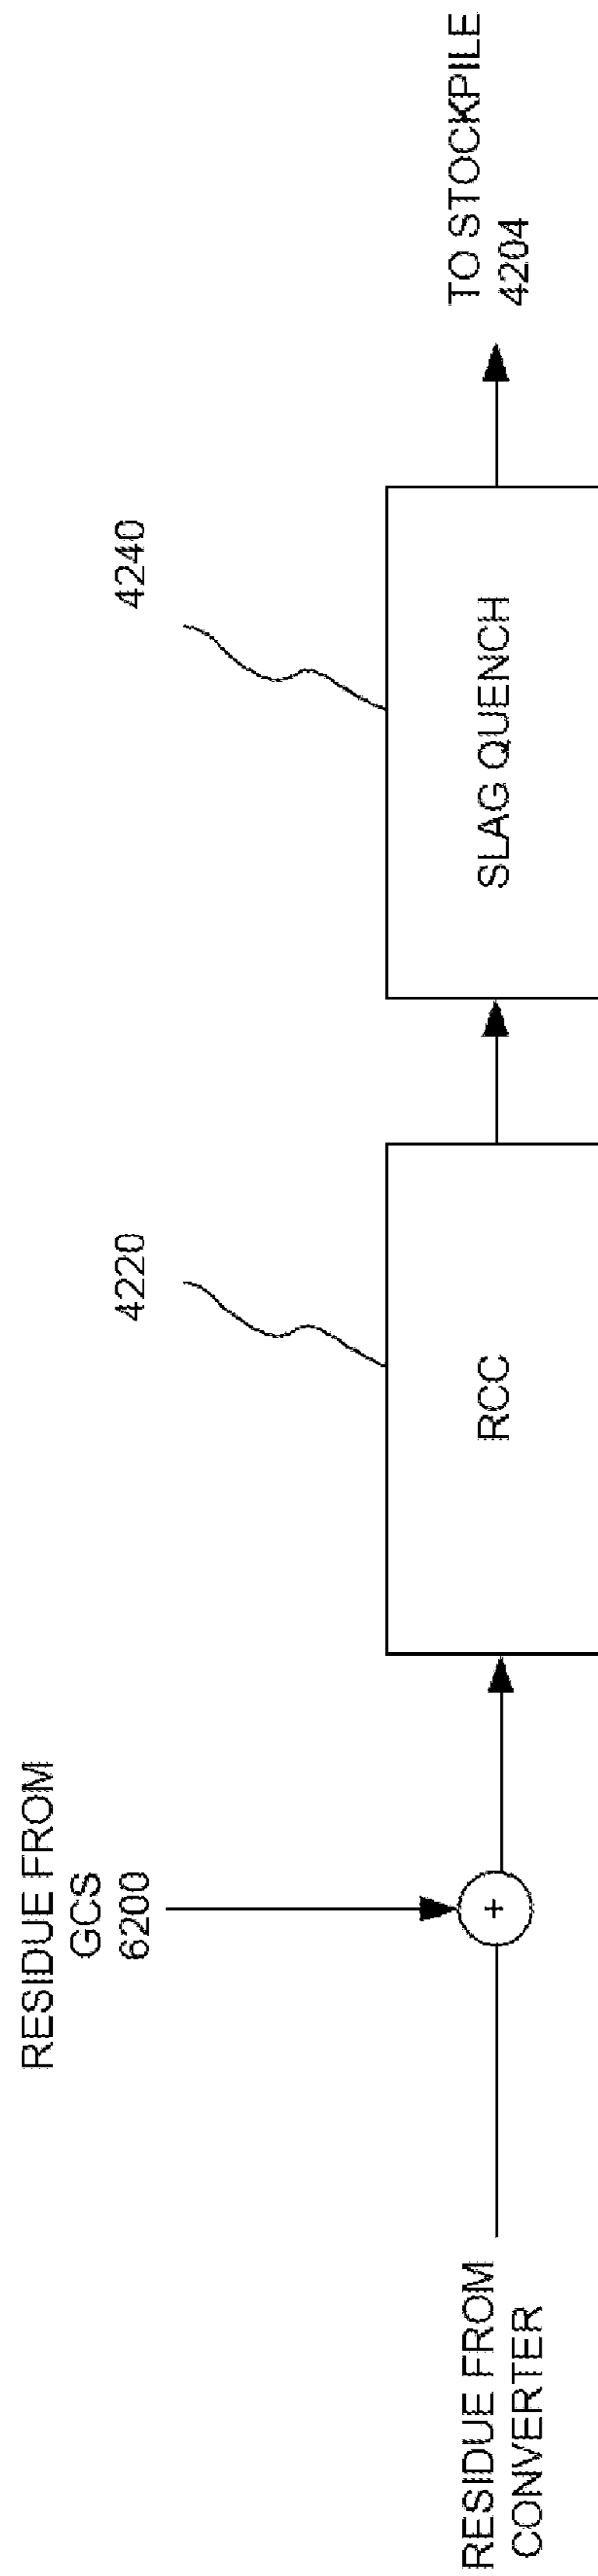 RESIDUE FROM
GCS
6200
RESIDUE FROM
CONVERTER
+
4220
RCC
4240
SLAG QUENCH
TO STOCKPILE
4204